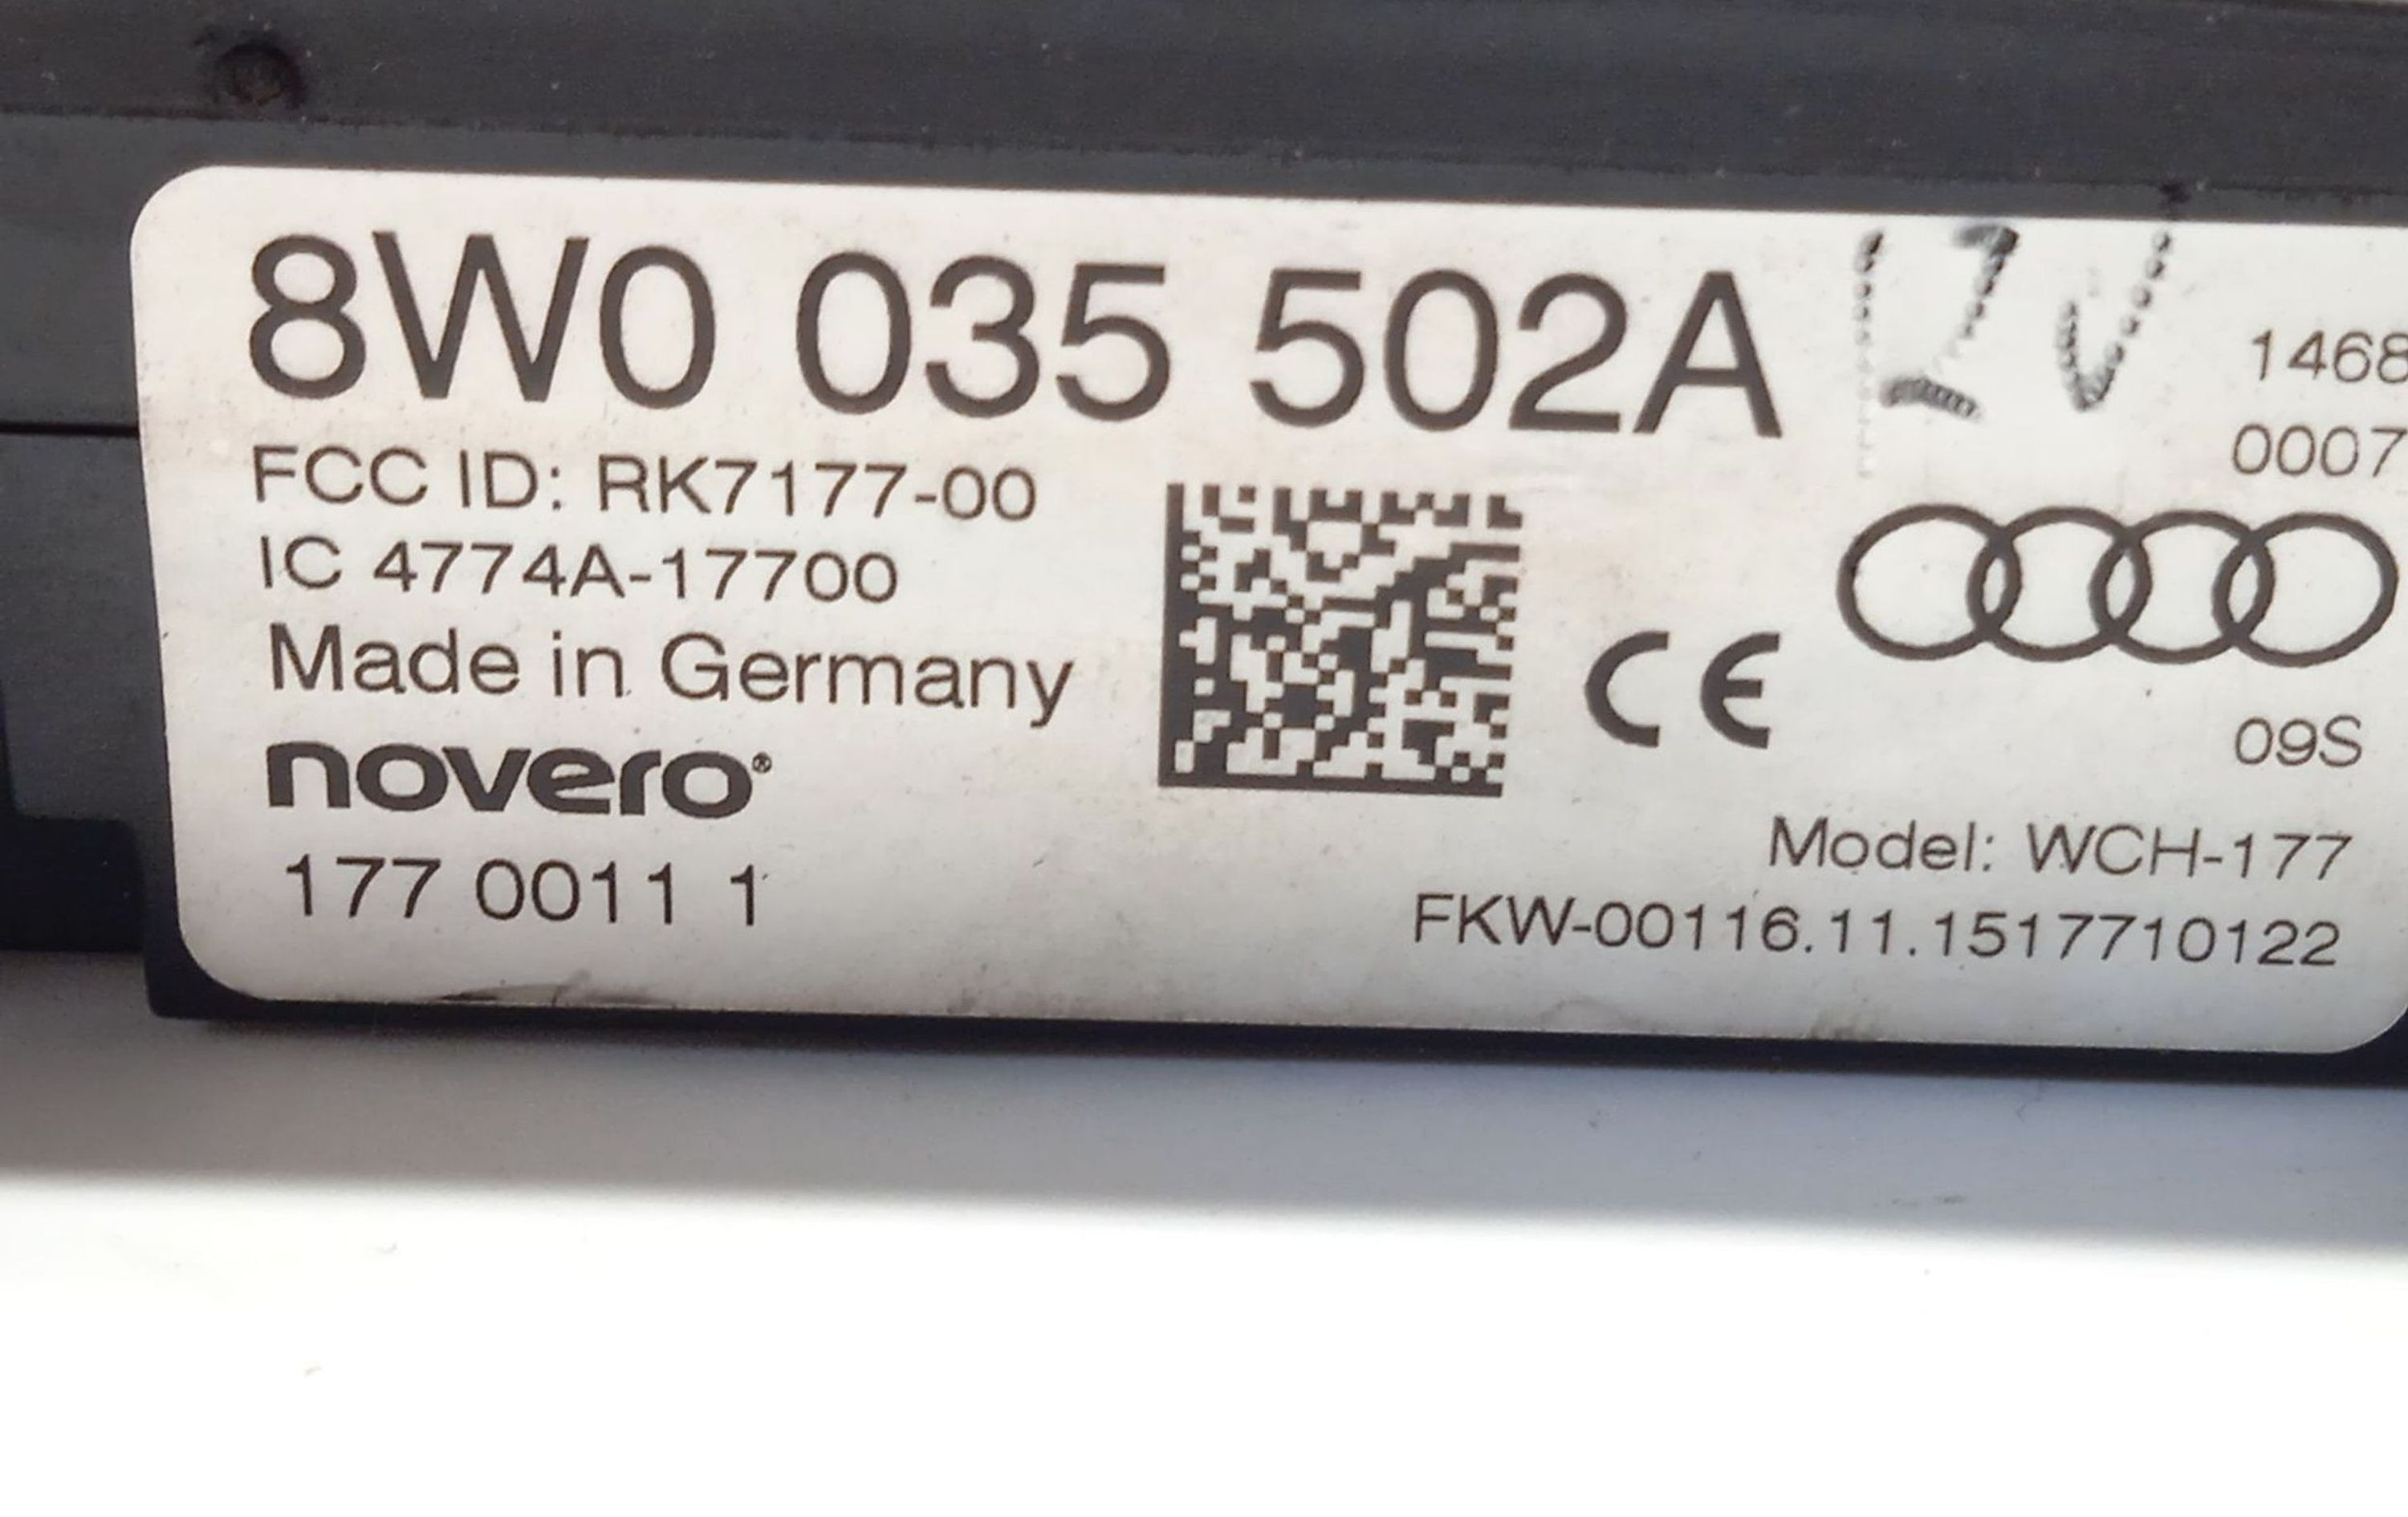 8W0 035 502A
1468
0007
FCC ID: RK7177-00
IC 4774A-17700
Made in Germany
novero®
177 0011 1
CE
09S
Model: WCH-177
FKW-00116.11.1517710122